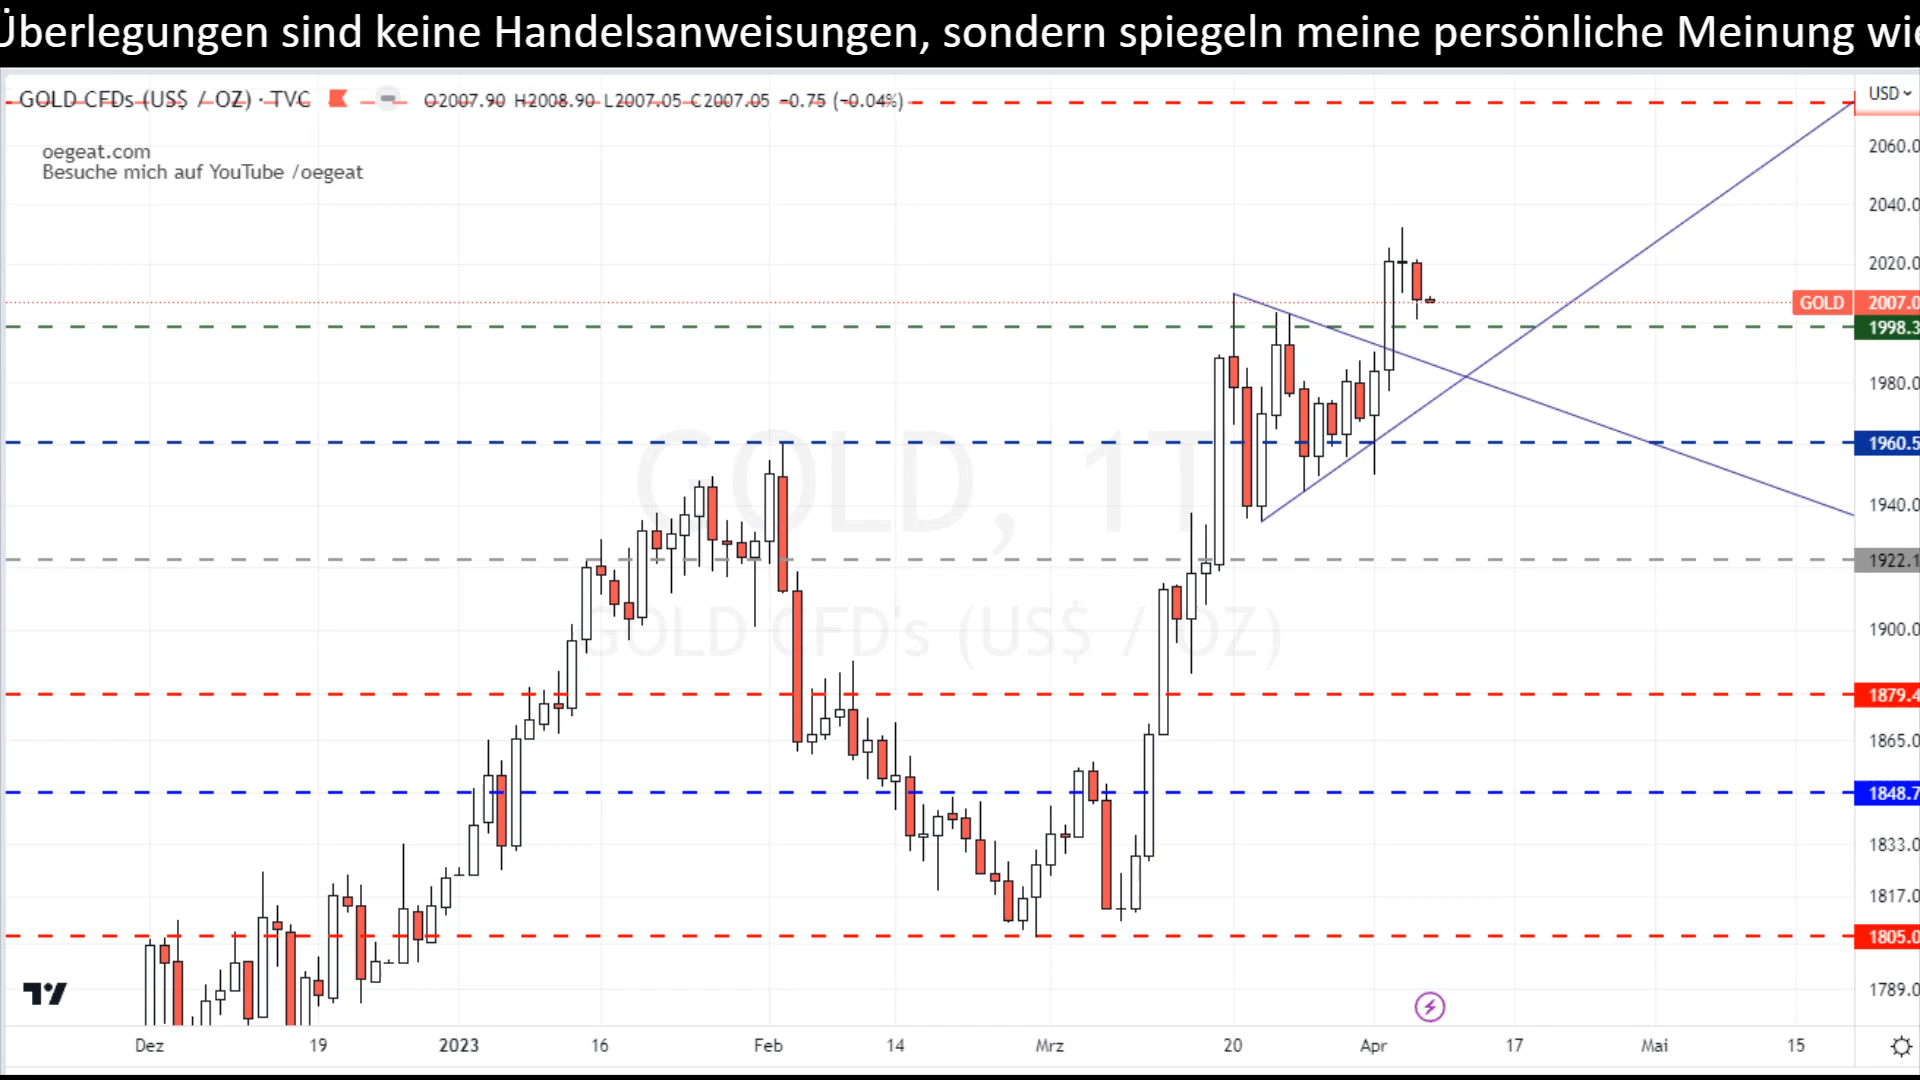 Überlegungen sind keine Handelsanweisungen, sondern spiegeln meine persönliche Meinung wie
GOLD CFDs (US$ / OZ) · TVC O2007.90 H2008.90 L2007.05 C2007.05 −0.75 (−0.04%)
USD
oegeat.com
Besuche mich auf YouTube /oegeat
2060.0
2040.0
2020.0
GOLD 2007.0
1998.3
1980.0
1960.5
GOLD, 1T
1940.0
1922.1
GOLD CFD's (US$ / OZ)
1900.0
1879.4
1865.0
1848.7
1833.0
1817.0
1805.0
1789.0
Dez 19 2023 16 Feb 14 Mrz 20 Apr 17 Mai 15